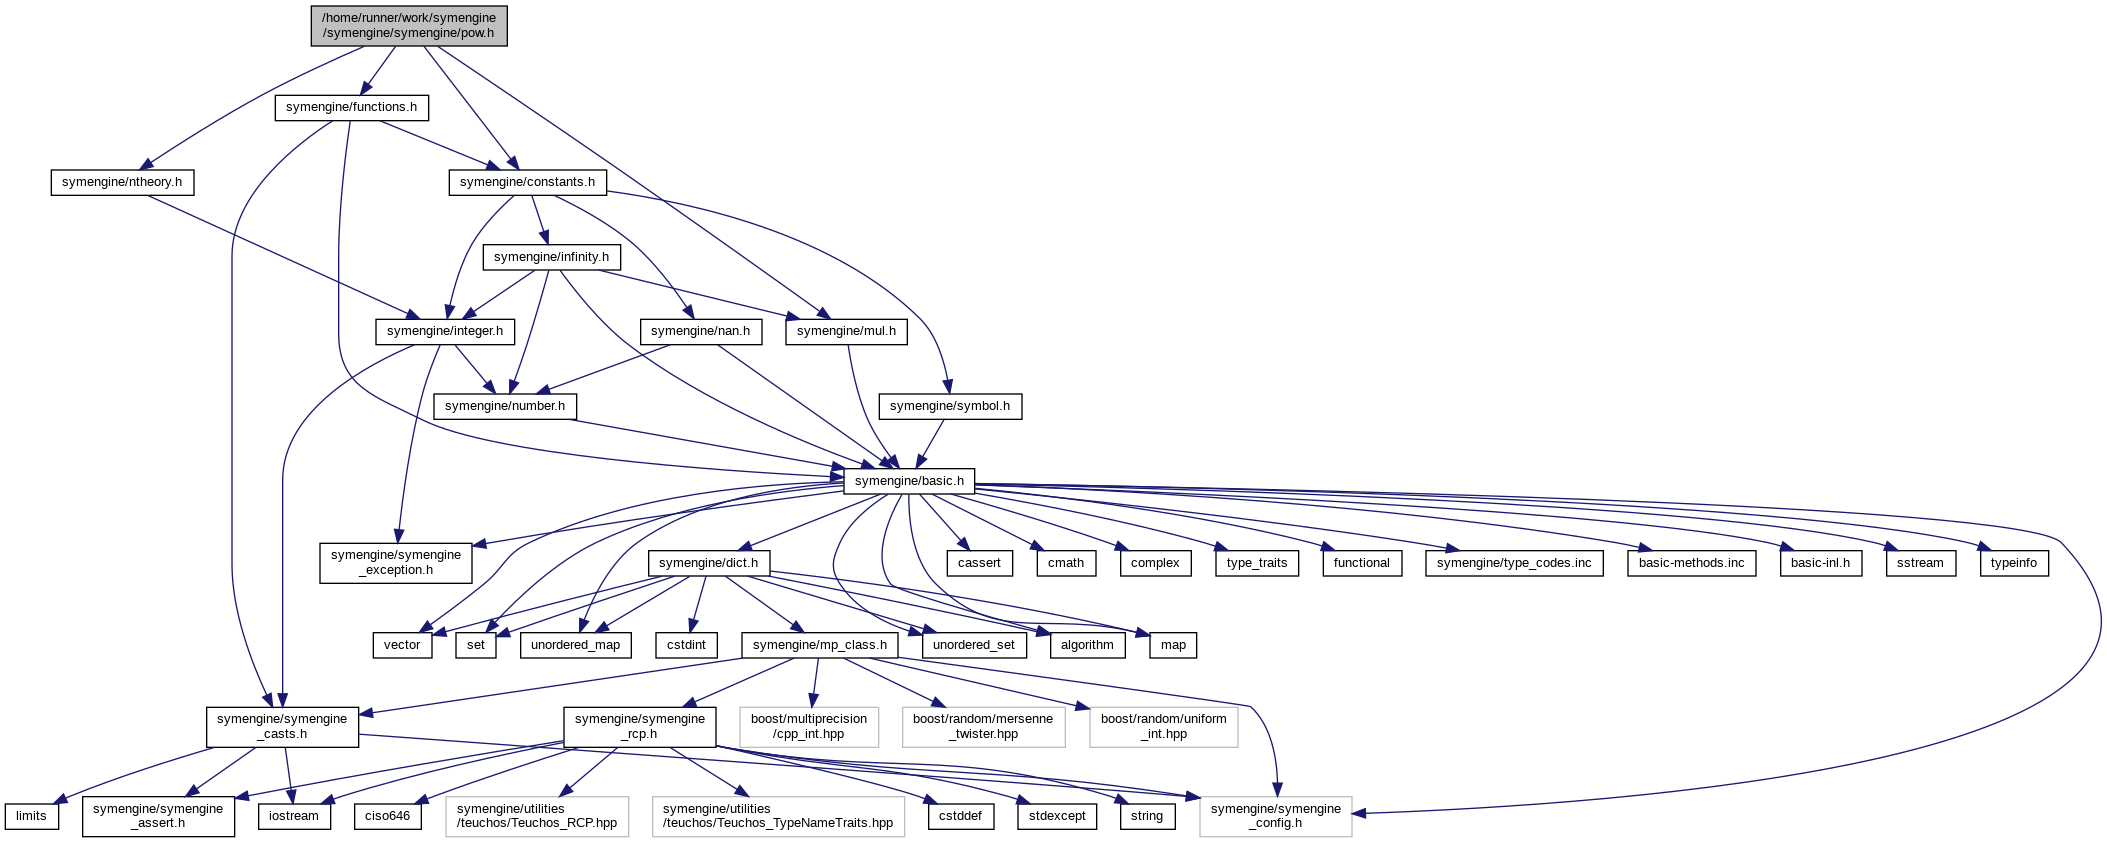 /home/runner/work/symengine
/symengine/symengine/pow.h
symengine/functions.h
symengine/ntheory.h
symengine/constants.h
symengine/infinity.h
symengine/integer.h
symengine/nan.h
symengine/mul.h
symengine/number.h
symengine/symbol.h
symengine/basic.h
symengine/symengine
_exception.h
symengine/dict.h
cassert
cmath
complex
type_traits
functional
symengine/type_codes.inc
basic-methods.inc
basic-inl.h
sstream
typeinfo
vector
set
unordered_map
cstdint
symengine/mp_class.h
unordered_set
algorithm
map
symengine/symengine
_casts.h
symengine/symengine
_rcp.h
boost/multiprecision
/cpp_int.hpp
boost/random/mersenne
_twister.hpp
boost/random/uniform
_int.hpp
limits
symengine/symengine
_assert.h
iostream
ciso646
symengine/utilities
/teuchos/Teuchos_RCP.hpp
symengine/utilities
/teuchos/Teuchos_TypeNameTraits.hpp
cstddef
stdexcept
string
symengine/symengine
_config.h